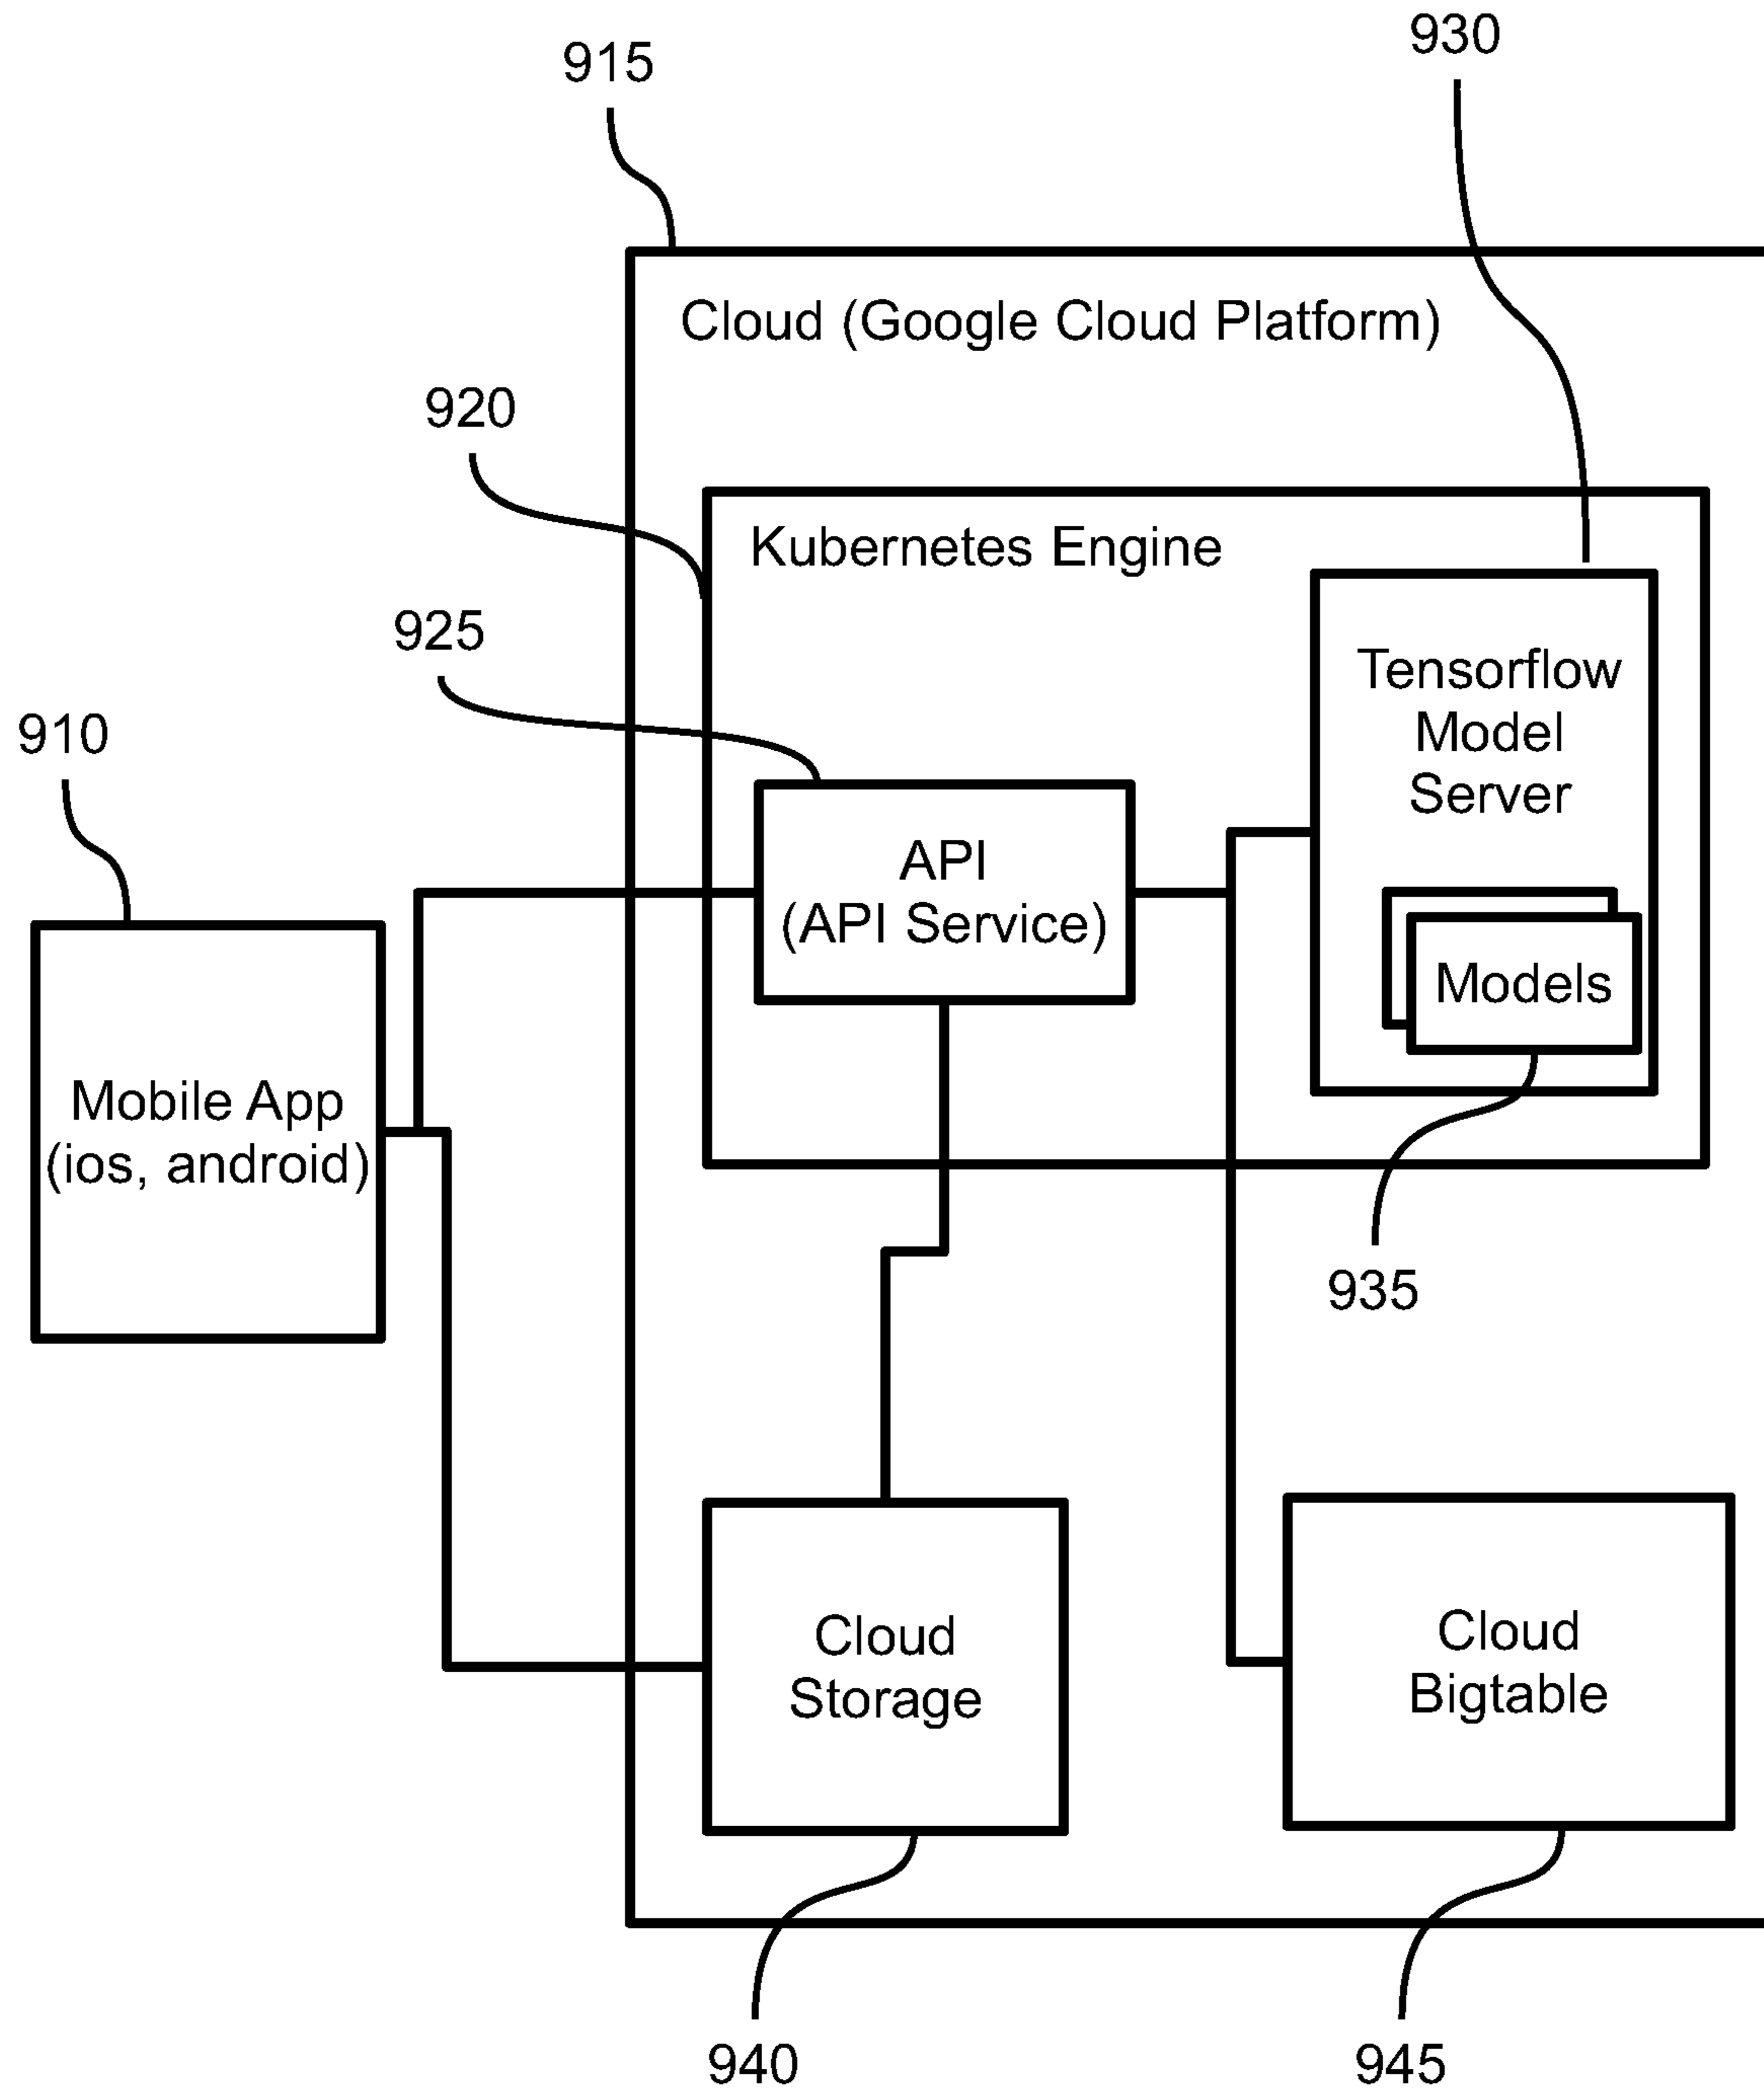 930
915
Cloud (Google Cloud Platform)
920
Kubernetes Engine
925
Tensorflow
Model
Server
910
API
(API Service)
Models
Mobile App
(ios, android)
935
Cloud
Storage
Cloud
Bigtable
940
945